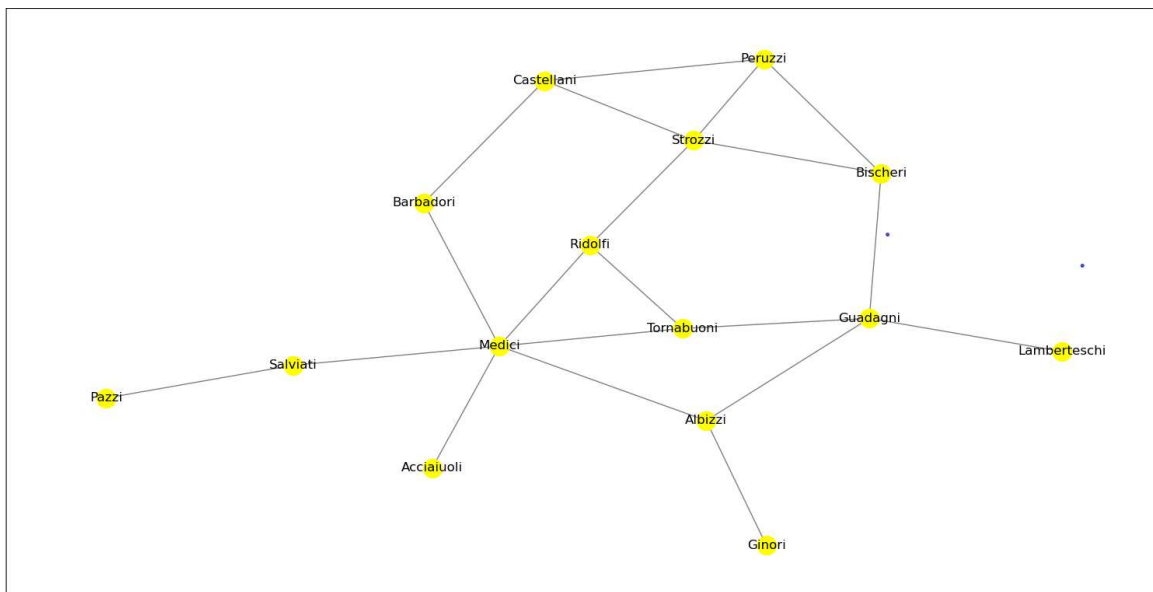 Peruzzi
Castellani
Strozzi
Bischeri
Barbadori
Ridolfi
Guadagni
Tornabuoni
Medici
Lamberteschi
Salviati
Pazzi
Albizzi
Acciaiuoli
Ginori